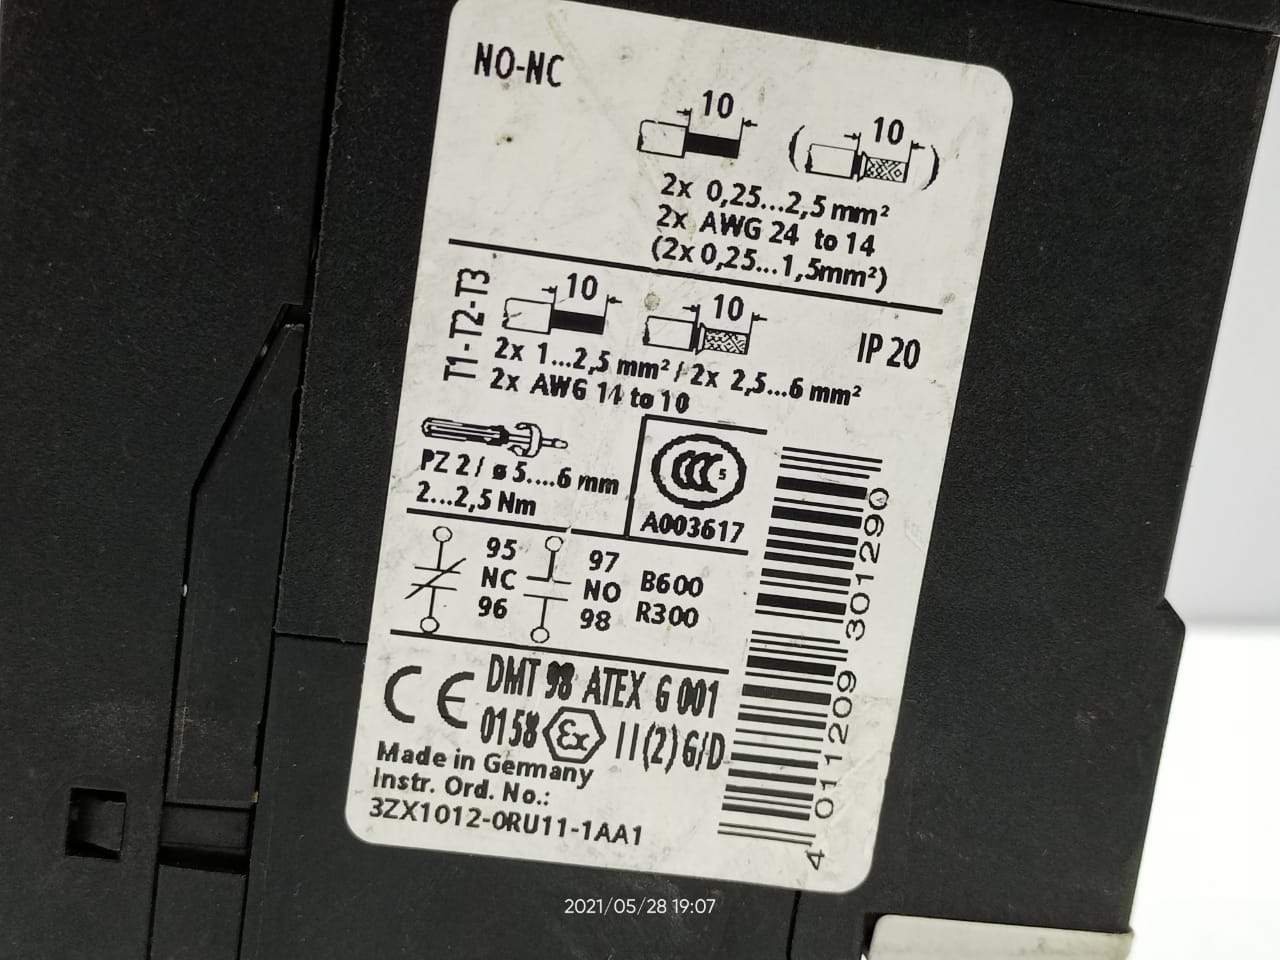 NO-NC
10
10
2x 0,25...2,5 mm²
2x AWG 24 to 14
(2x 0,25...1,5mm²)
T1-T2-T3
10
10
IP 20
2x 1...2,5 mm² / 2x 2,5...6 mm²
2x AWG 14 to 10
PZ 2 / ø 5....6 mm
2...2,5 Nm
CCC S
A003617
95
NC
96
97
NO
98
B600
R300
CE DMT 98 ATEX G 001
0158 Ex II (2) G/D
Made in Germany
Instr. Ord. No.:
3ZX1012-0RU11-1AA1
4 011209 301290
2021/05/28 19:07